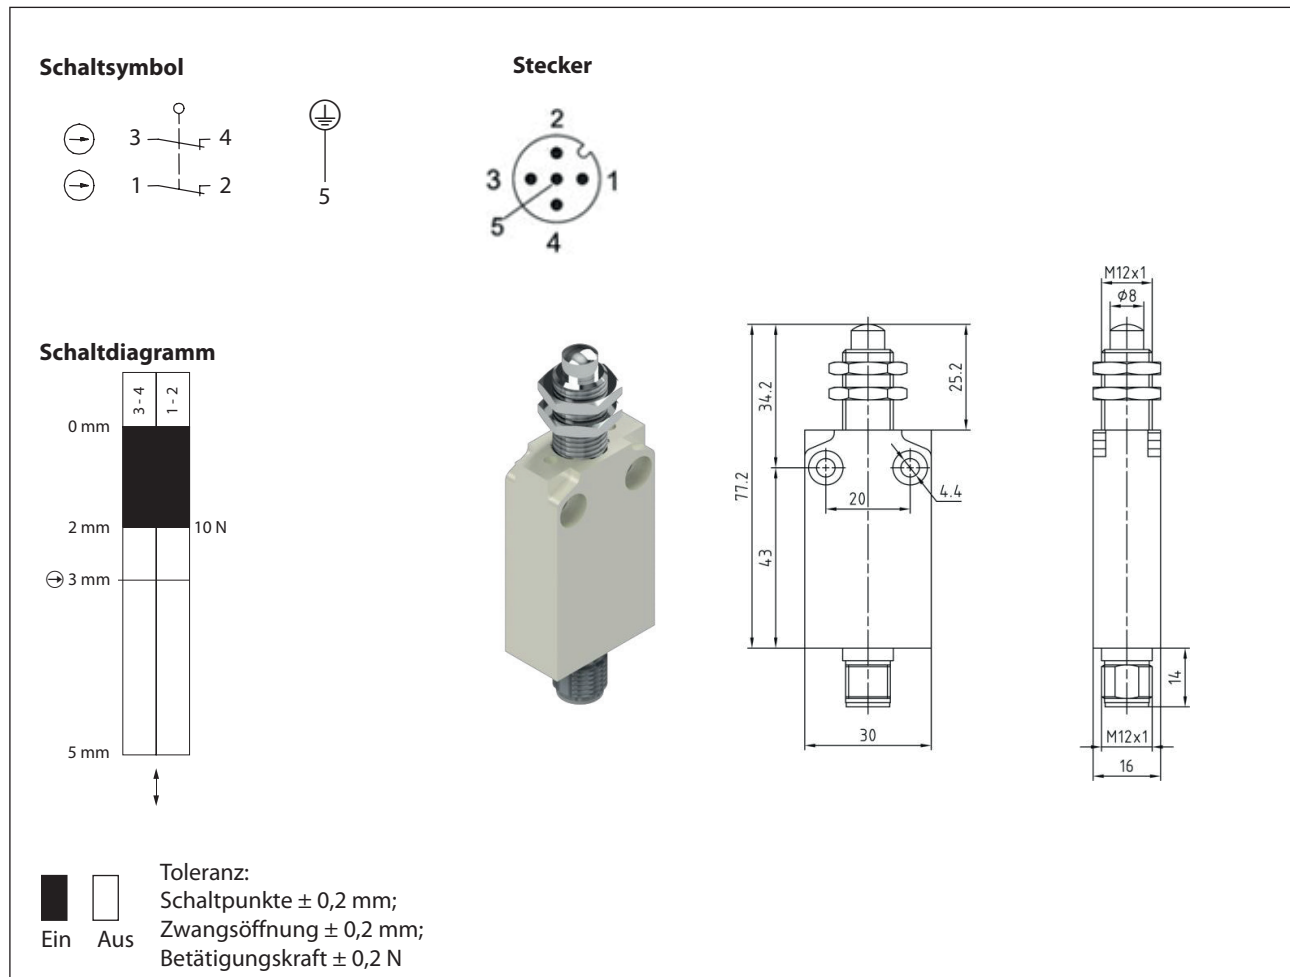 Schaltsymbol
3 4
1 2
5
Stecker
2
3 1
5
4
Schaltdiagramm
3 - 4
1 - 2
0 mm
2 mm 10 N
3 mm
5 mm
Ein Aus
Toleranz:
Schaltpunkte ± 0,2 mm;
Zwangsöffnung ± 0,2 mm;
Betätigungskraft ± 0,2 N
77.2
34.2
43
25.2
20
4.4
30
M12x1
ϕ8
14
M12x1
16